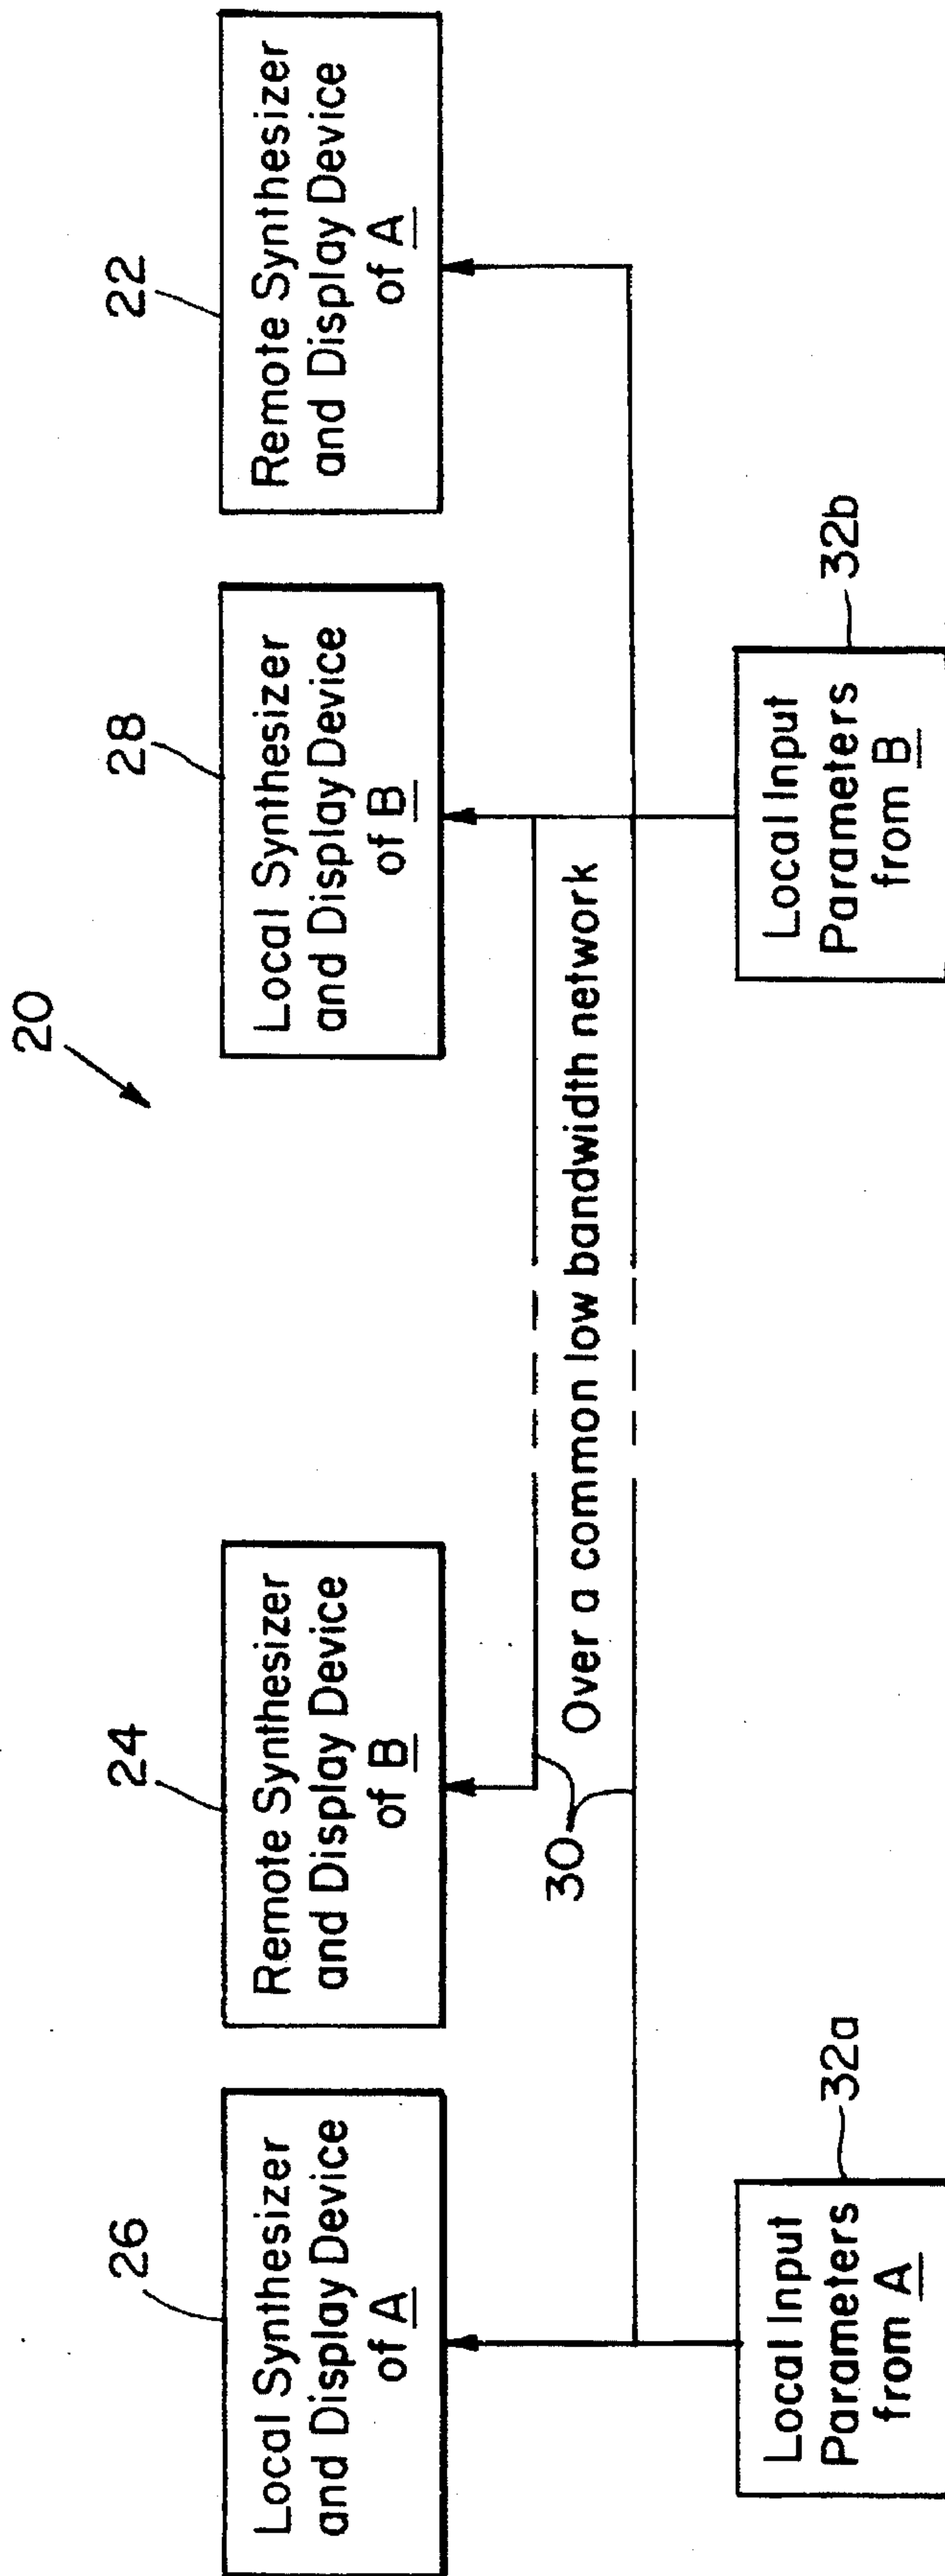 20
26
24
28
22
Local Synthesizer
and Display Device
of A
Remote Synthesizer
and Display Device
of B
Local Synthesizer
and Display Device
of B
Remote Synthesizer
and Display Device
of A
30
Over a common low bandwidth network
32a
Local Input
Parameters
from A
32b
Local Input
Parameters
from B